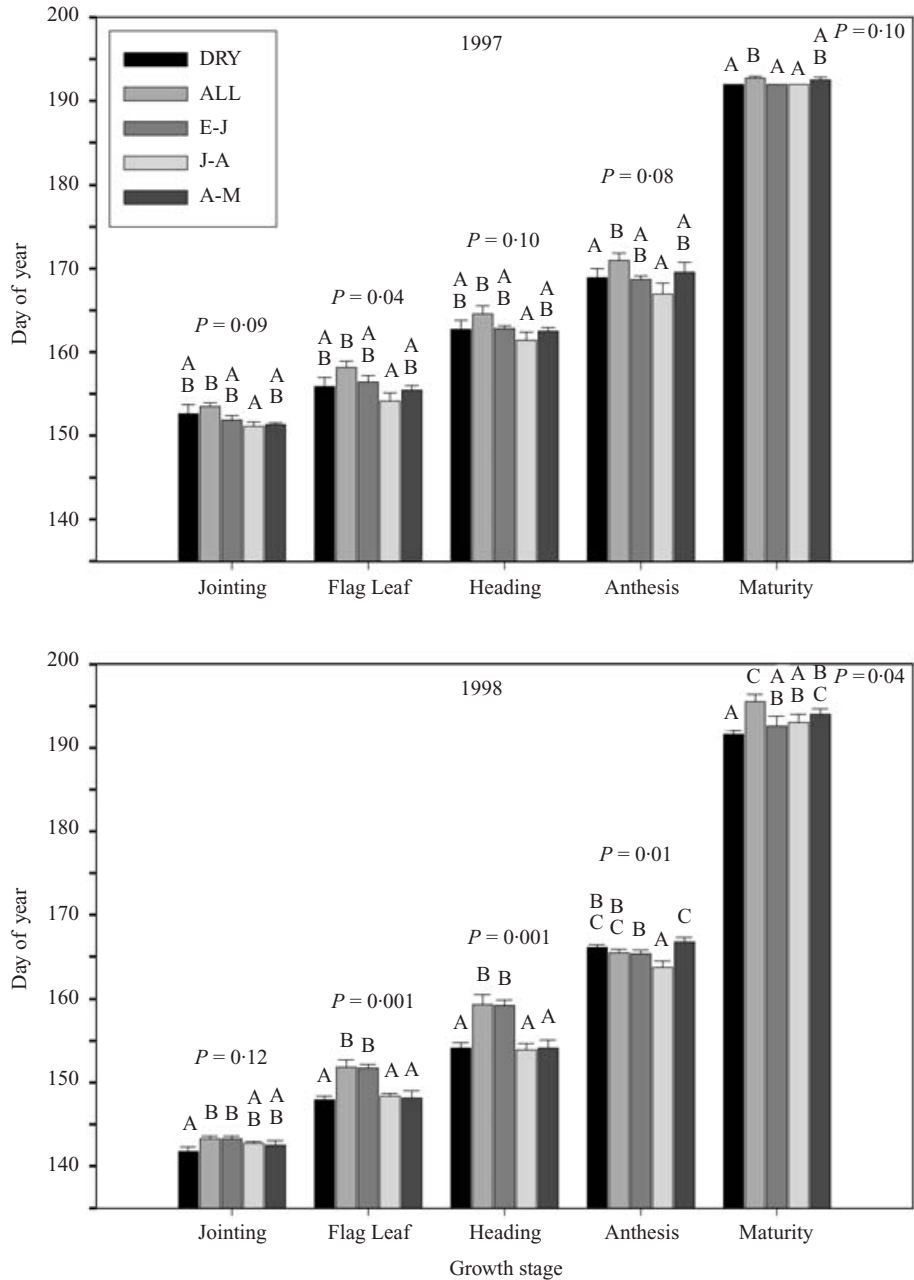 200
1997
P = 0·10
DRY
ALL
E-J
J-A
A-M
A B A A A
B
190
180
P = 0·08
A B A A A
B B
170
P = 0·10
A B A A A
B B B
P = 0·04
A B A A A
B B B
160
P = 0·09
A B A A A
B B B
150
140
Day of year
Jointing Flag Leaf Heading Anthesis Maturity
200
1998
P = 0·04
A C A A B
B B C
190
180
P = 0·01
B B B A C
C C
170
P = 0·001
A B B A A
160
P = 0·001
A B B A A
150
P = 0·12
A B B A A
B B
140
Day of year
Jointing Flag Leaf Heading Anthesis Maturity
Growth stage